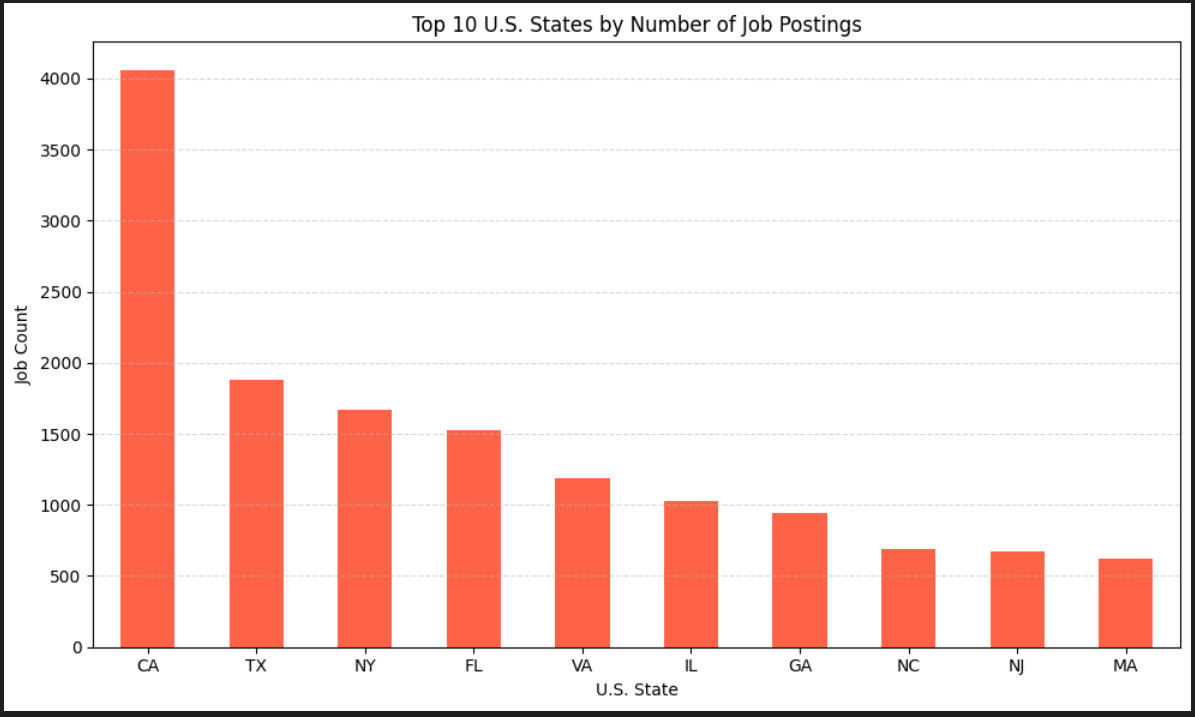 Top 10 U.S. States by Number of Job Postings
4000
3500
3000
2500
2000
1500
1000
500
0
Job Count
CA TX NY FL VA IL GA NC NJ MA
U.S. State